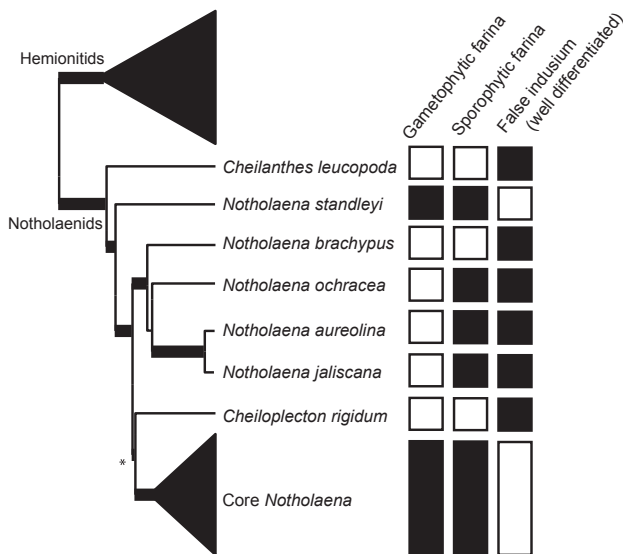 Gametophytic farina
Sporophytic farina
False indusium
(well differentiated)
Hemionitids
Cheilanthes leucopoda
Notholaena standleyi
Notholaenids
Notholaena brachypus
Notholaena ochracea
Notholaena aureolina
Notholaena jaliscana
Cheiloplecton rigidum
*
Core Notholaena